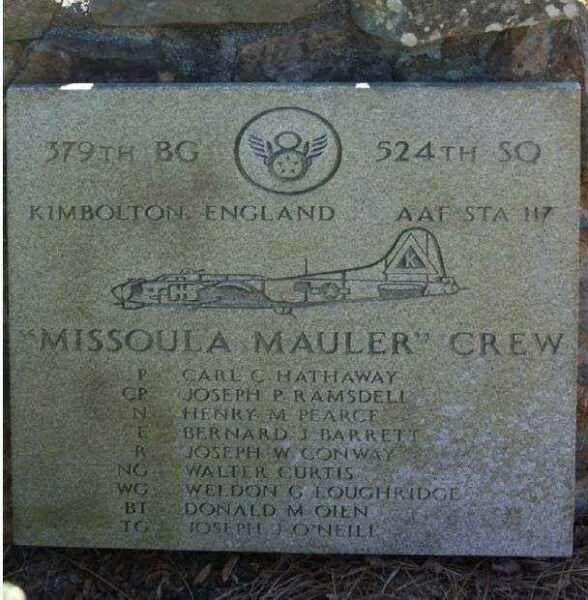 379TH BG 8 524TH SQ
KIMBOLTON, ENGLAND AAF STA 117
K
"MISSOULA MAULER" CREW
P CARL C HATHAWAY
CP JOSEPH P RAMSDELL
N HENRY M PEARCE
E BERNARD J BARRETT
R JOSEPH W CONWAY
NG WALTER CURTIS
WG WELDON G LOUGHRIDGE
BT DONALD M OIEN
TG JOSEPH J O'NEILL